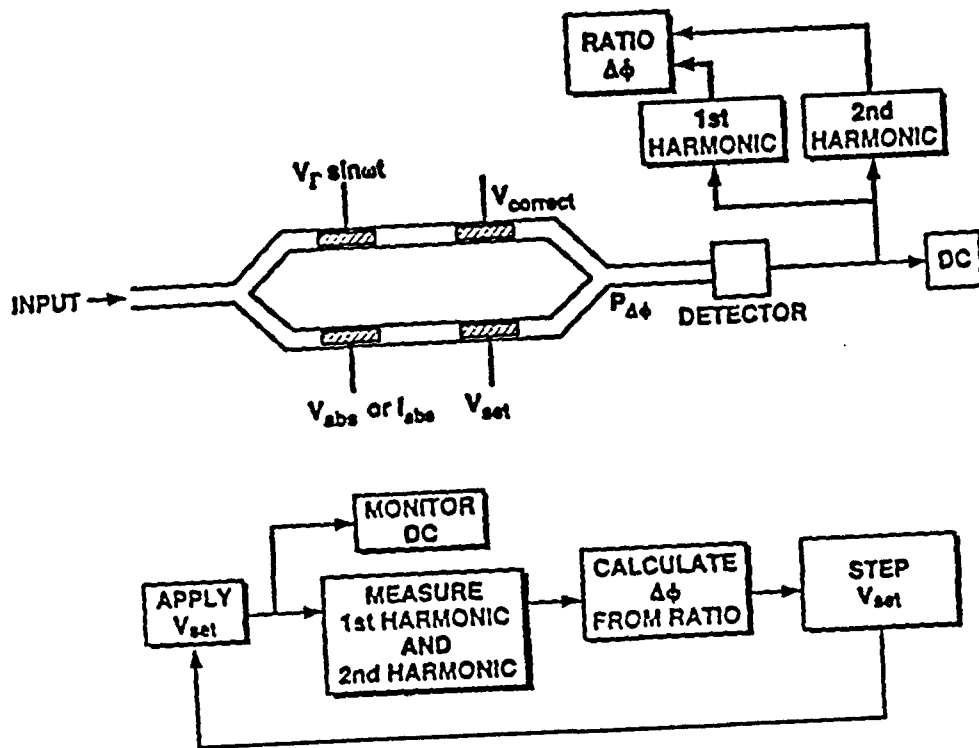 RATIO
Δϕ
1st
HARMONIC
2nd
HARMONIC
V_Γ sinωt
V_correct
INPUT
P_Δϕ
DETECTOR
DC
V_abs or I_abs
V_set
MONITOR
DC
APPLY
V_set
MEASURE
1st HARMONIC
AND
2nd HARMONIC
CALCULATE
Δϕ
FROM RATIO
STEP
V_set